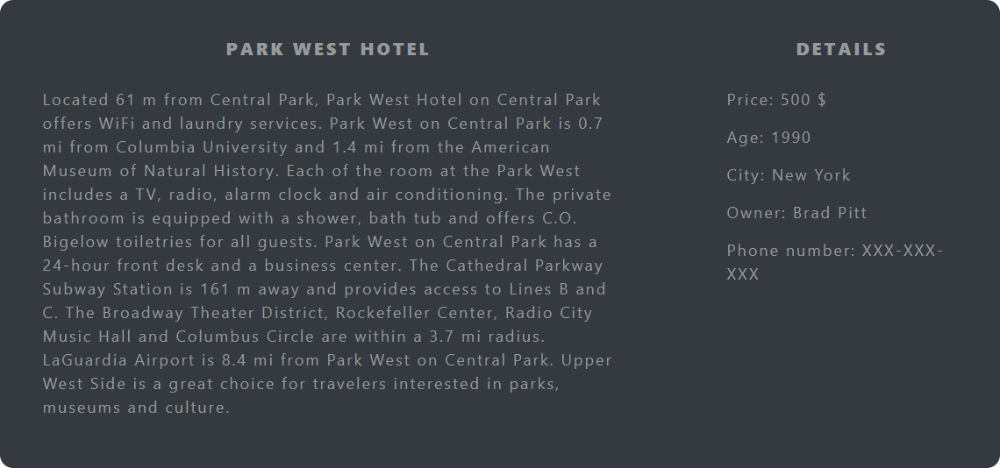 PARK WEST HOTEL
Located 61 m from Central Park, Park West Hotel on Central Park
offers WiFi and laundry services. Park West on Central Park is 0.7
mi from Columbia University and 1.4 mi from the American
Museum of Natural History. Each of the room at the Park West
includes a TV, radio, alarm clock and air conditioning. The private
bathroom is equipped with a shower, bath tub and offers C.O.
Bigelow toiletries for all guests. Park West on Central Park has a
24-hour front desk and a business center. The Cathedral Parkway
Subway Station is 161 m away and provides access to Lines B and
C. The Broadway Theater District, Rockefeller Center, Radio City
Music Hall and Columbus Circle are within a 3.7 mi radius.
LaGuardia Airport is 8.4 mi from Park West on Central Park. Upper
West Side is a great choice for travelers interested in parks,
museums and culture.
DETAILS
Price: 500 $
Age: 1990
City: New York
Owner: Brad Pitt
Phone number: XXX-XXX-
XXX